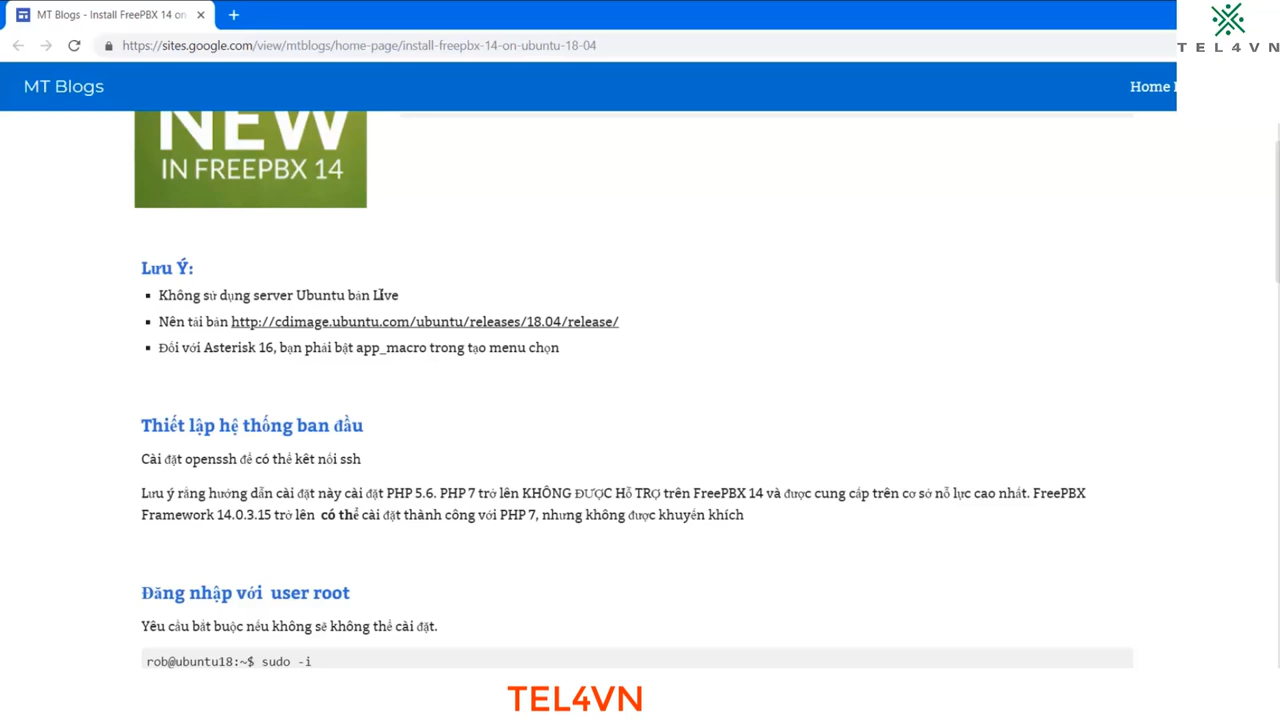 MT Blogs - Install FreePBX 14 on
https://sites.google.com/view/mtblogs/home-page/install-freepbx-14-on-ubuntu-18-04
TEL4VN
MT Blogs
Home
NEW
IN FREEPBX 14
Lưu Ý:
Không sử dụng server Ubuntu bản Live
Nên tải bản http://cdimage.ubuntu.com/ubuntu/releases/18.04/release/
Đối với Asterisk 16, bạn phải bật app_macro trong tạo menu chọn
Thiết lập hệ thống ban đầu
Cài đặt openssh để có thể kêt nối ssh
Lưu ý rằng hướng dẫn cài đặt này cài đặt PHP 5.6. PHP 7 trở lên KHÔNG ĐƯỢC Hỗ TRỢ trên FreePBX 14 và được cung cấp trên cơ sở nỗ lực cao nhất. FreePBX
Framework 14.0.3.15 trở lên có thể cài đặt thành công với PHP 7, nhưng không được khuyến khích
Đăng nhập với user root
Yêu cầu bắt buộc nếu không sẽ không thể cài đặt.
rob@ubuntu18:~$ sudo -i
TEL4VN